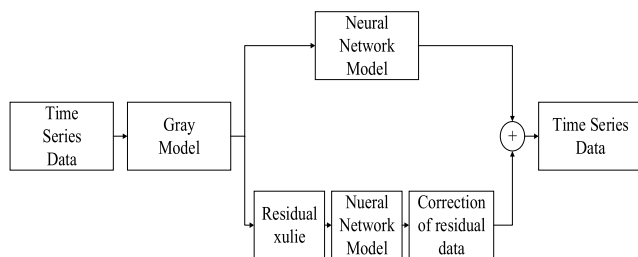 Neural
Network
Model
Time
Series
Data
Gray
Model
+
Time Series
Data
Residual
xulie
Nueral
Network
Model
Correction
of residual
data